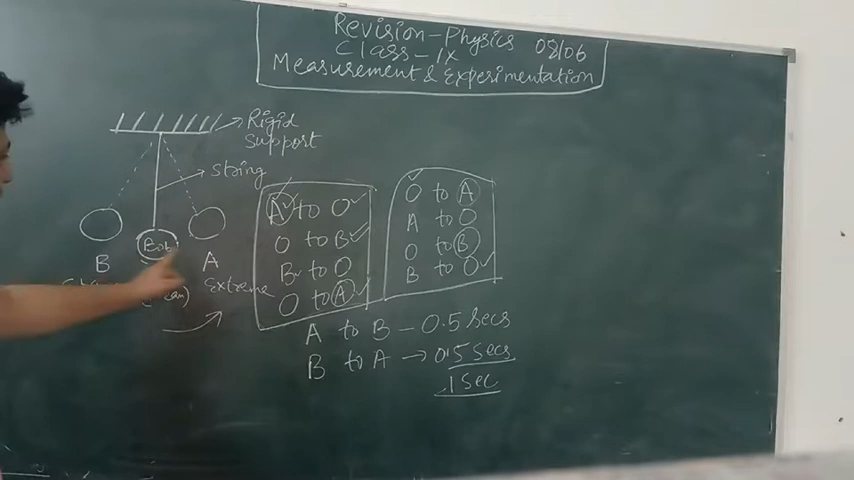 Revision-Physics 08/06
Class-IX
Measurement & Experimentation
Rigid
Support
String
Bob
B
A
Extreme
A to O
O to B
B to O
O to A
O to A
A to O
O to B
B to O
A to B - 0.5 secs
B to A → 0.5 secs
1 sec